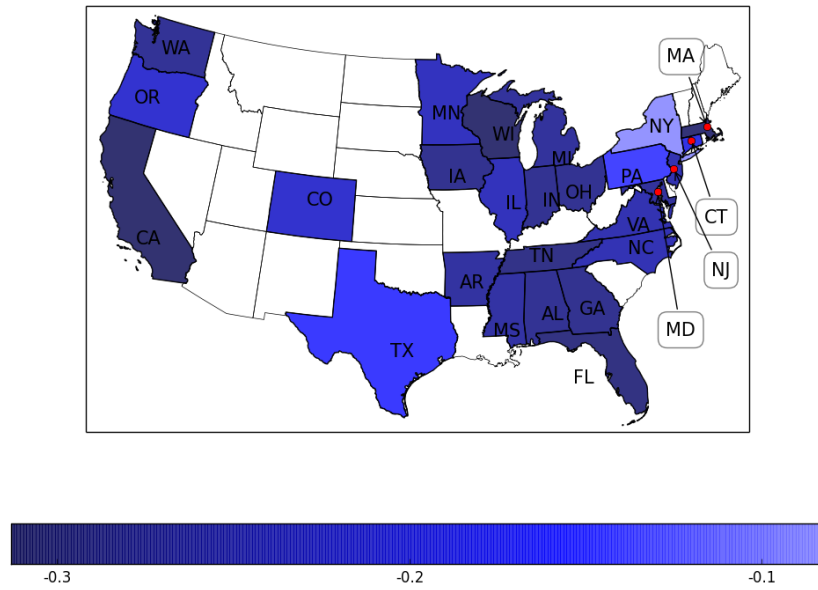 MA
WA
OR
MN
NY
WI
MI
IA
PA
IL
IN
OH
CO
CT
VA
CA
NC
TN
NJ
AR
AL
GA
MS
MD
TX
FL
-0.3 -0.2 -0.1